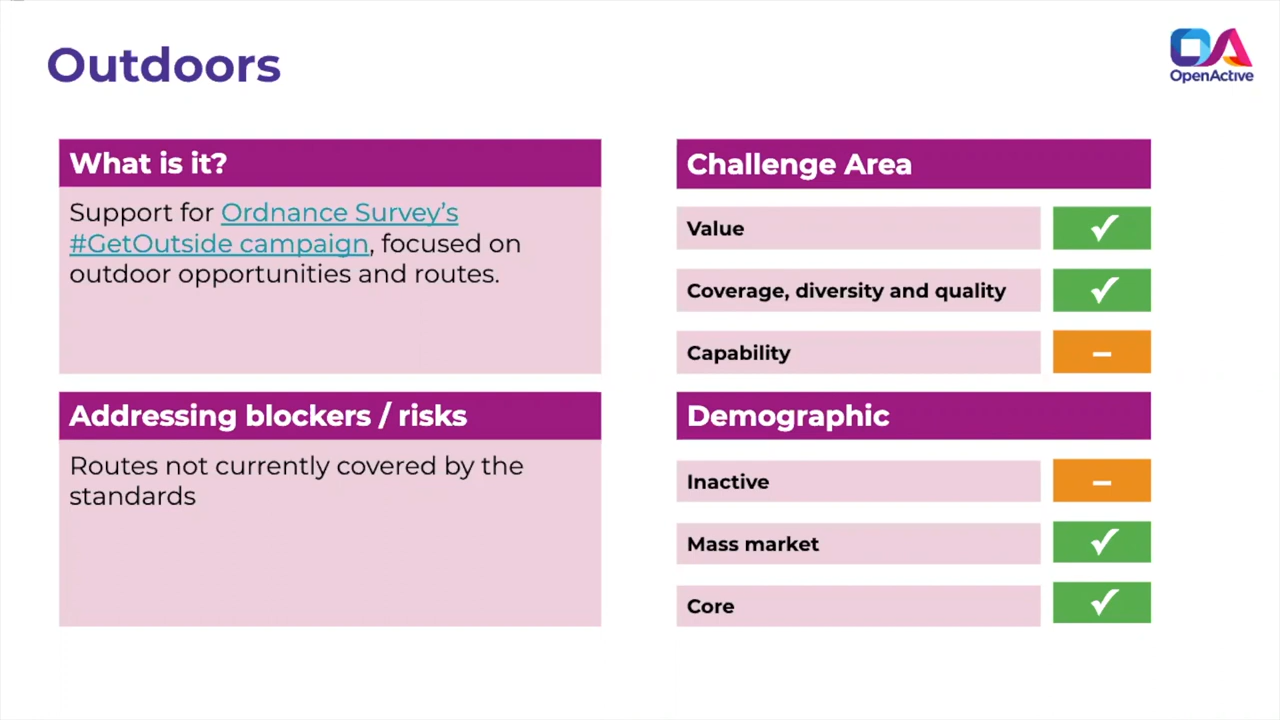 Outdoors
OpenActive
What is it?
Support for Ordnance Survey’s
#GetOutside campaign, focused on
outdoor opportunities and routes.
Addressing blockers / risks
Routes not currently covered by the
standards
Challenge Area
Value ✓
Coverage, diversity and quality ✓
Capability –
Demographic
Inactive –
Mass market ✓
Core ✓